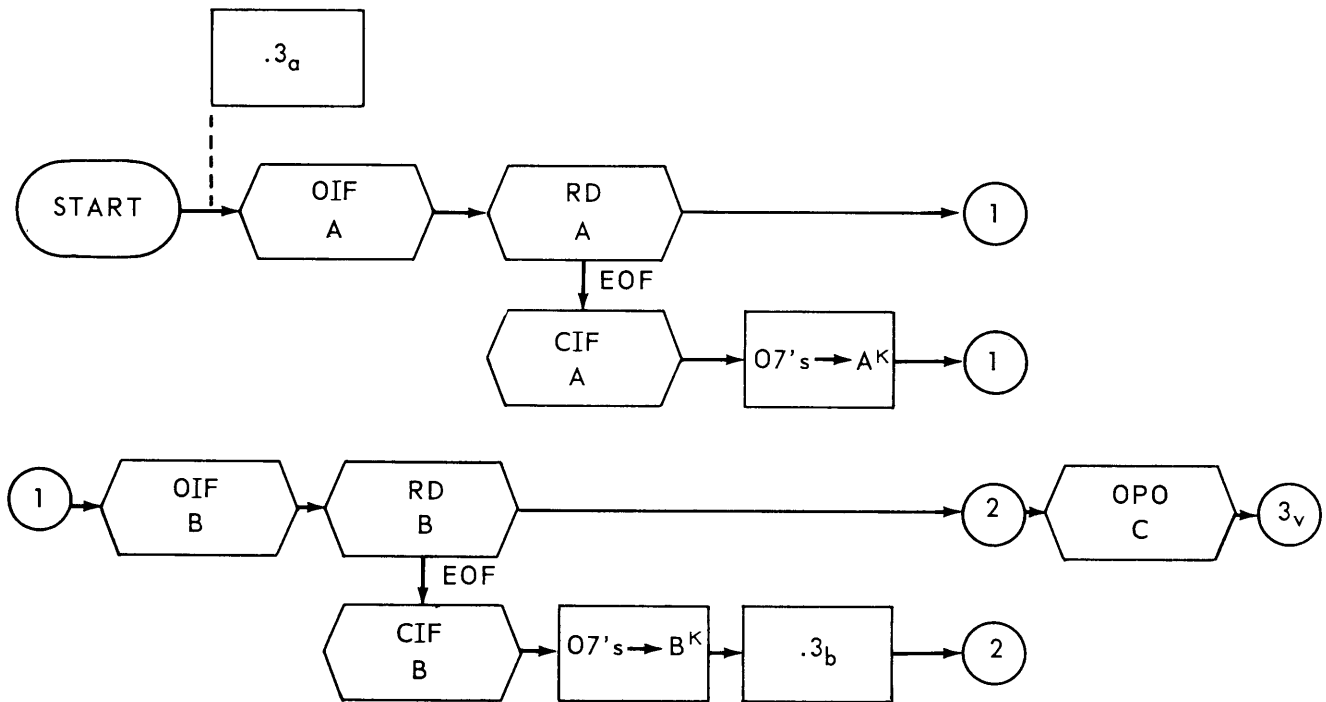 .3a
START
OIF
A
RD
A
1
EOF
CIF
A
07's → Aᴷ
1
1
OIF
B
RD
B
2
OPO
C
3v
EOF
CIF
B
07's → Bᴷ
.3b
2